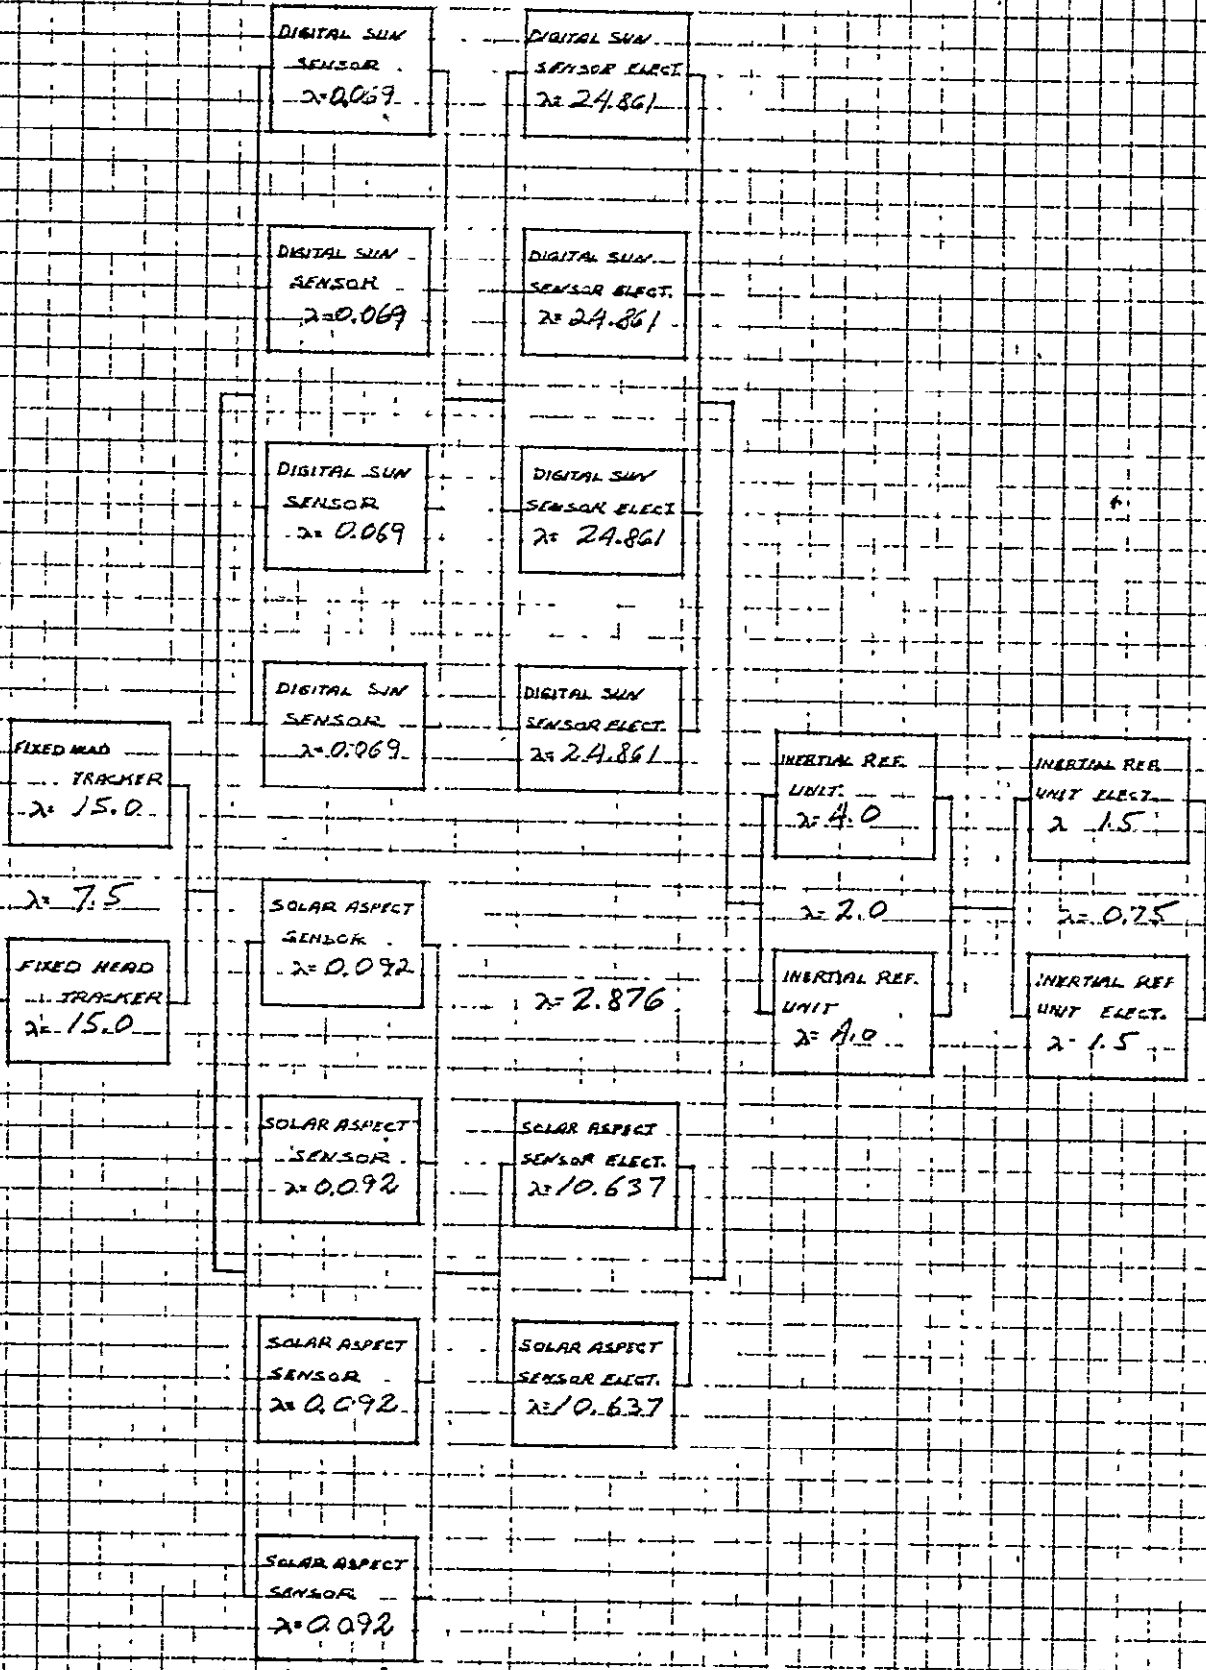 DIGITAL SUN
SENSOR
λ=0.069
DIGITAL SUN
SENSOR ELECT.
λ= 24.861
DIGITAL SUN
SENSOR
λ=0.069
DIGITAL SUN
SENSOR ELECT.
λ= 24.861
DIGITAL SUN
SENSOR
λ= 0.069
DIGITAL SUN
SENSOR ELECT
λ= 24.861
DIGITAL SUN
SENSOR
λ=0.069
DIGITAL SUN
SENSOR ELECT.
λ= 24.861
FIXED HEAD
TRACKER
λ= 15.0
λ= 7.5
FIXED HEAD
TRACKER
λ= 15.0
SOLAR ASPECT
SENSOR
λ= 0.092
λ= 2.876
INERTIAL REF.
UNIT.
λ= 4.0
λ= 2.0
INERTIAL REF.
UNIT
λ= 4.0
INERTIAL REF
UNIT ELECT.
λ 1.5
λ= 0.75
INERTIAL REF
UNIT ELECT.
λ- 1.5
SOLAR ASPECT
SENSOR
λ= 0.092
SOLAR ASPECT
SENSOR ELECT.
λ= 10.637
SOLAR ASPECT
SENSOR
λ= 0.092
SOLAR ASPECT
SENSOR ELECT.
λ= 10.637
SOLAR ASPECT
SENSOR
λ= 0.092